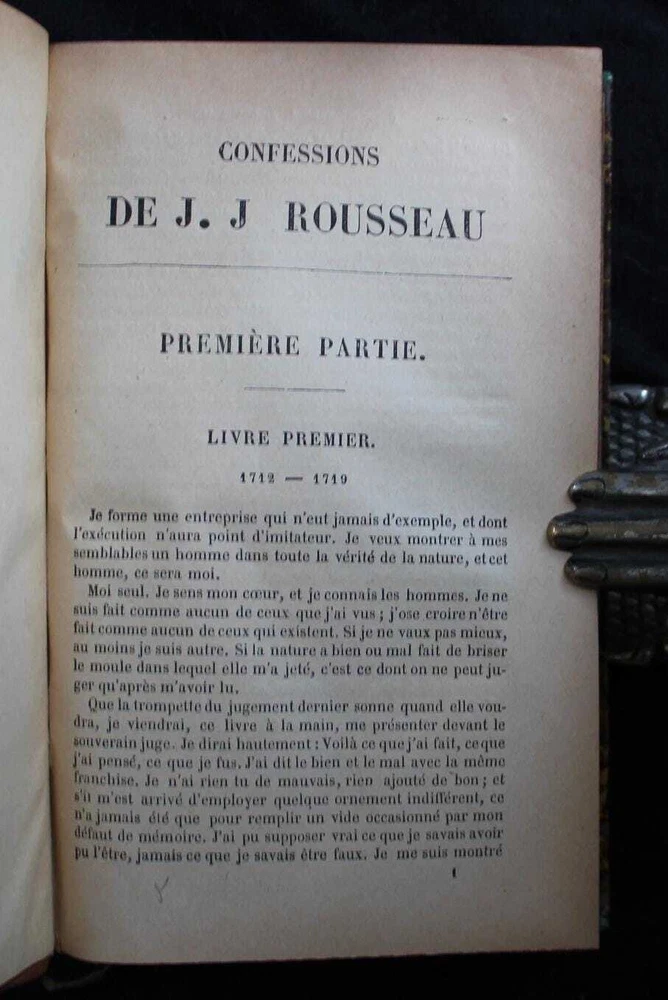 CONFESSIONS
DE J. J ROUSSEAU
PREMIÈRE PARTIE.
LIVRE PREMIER.
1712 — 1719
Je forme une entreprise qui n'eut jamais d'exemple, et dont
l'exécution n'aura point d'imitateur. Je veux montrer à mes
semblables un homme dans toute la vérité de la nature, et cet
homme, ce sera moi.
Moi seul. Je sens mon cœur, et je connais les hommes. Je ne
suis fait comme aucun de ceux que j'ai vus ; j'ose croire n'être
fait comme aucun de ceux qui existent. Si je ne vaux pas mieux,
au moins je suis autre. Si la nature a bien ou mal fait de briser
le moule dans lequel elle m'a jeté, c'est ce dont on ne peut ju-
ger qu'après m'avoir lu.
Que la trompette du jugement dernier sonne quand elle vou-
dra, je viendrai, ce livre à la main, me présenter devant le
souverain juge. Je dirai hautement : Voilà ce que j'ai fait, ce que
j'ai pensé, ce que je fus. J'ai dit le bien et le mal avec la même
franchise. Je n'ai rien tu de mauvais, rien ajouté de bon ; et
s'il m'est arrivé d'employer quelque ornement indifférent, ce
n'a jamais été que pour remplir un vide occasionné par mon
défaut de mémoire. J'ai pu supposer vrai ce que je savais avoir
pu l'être, jamais ce que je savais être faux. Je me suis montré
1